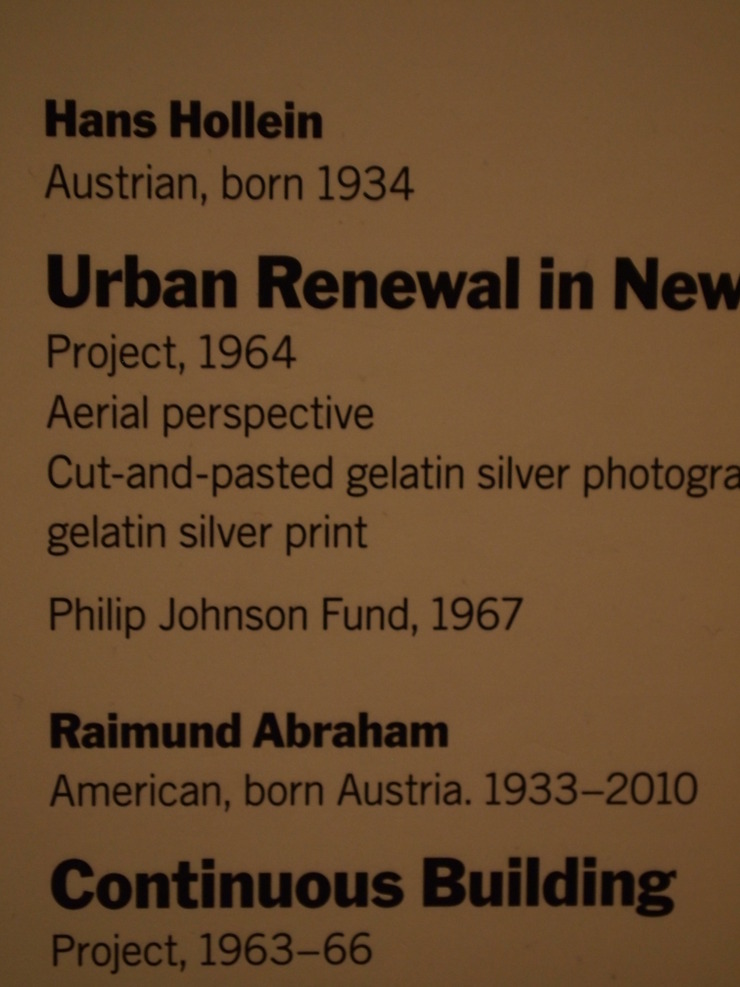 Hans Hollein
Austrian, born 1934
Urban Renewal in New
Project, 1964
Aerial perspective
Cut-and-pasted gelatin silver photogra
gelatin silver print
Philip Johnson Fund, 1967
Raimund Abraham
American, born Austria. 1933–2010
Continuous Building
Project, 1963–66